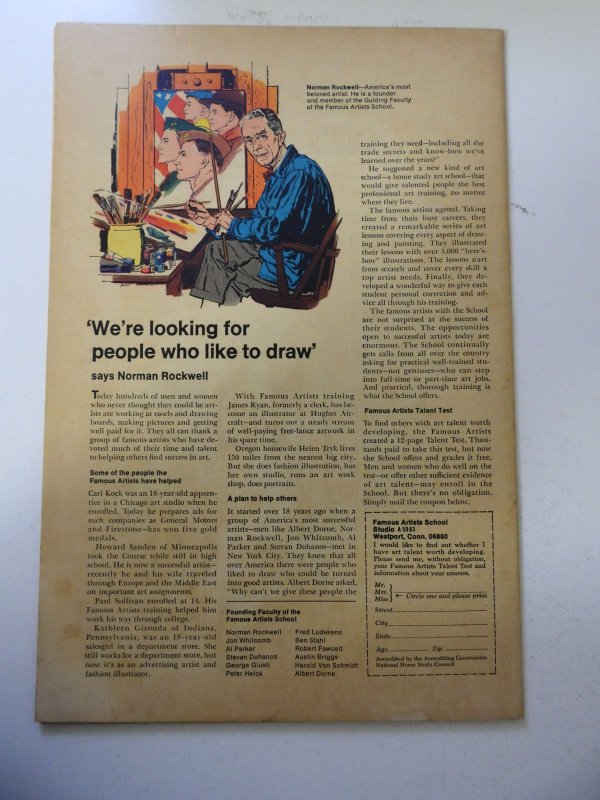 Norman Rockwell—America's most
beloved artist. He is a founder
and member of the Guiding Faculty
of the Famous Artists School.
'We're looking for
people who like to draw'
says Norman Rockwell
Today hundreds of men and women
who never thought they could be art-
ists are working at easels and drawing
boards, making pictures and getting
well paid for it. They all can thank a
group of famous artists who have de-
voted much of their time and talent
to helping others find success in art.
Some of the people the
Famous Artists have helped
Carl Kock was an 18-year-old appren-
tice in a Chicago art studio when he
enrolled. Today he prepares ads for
such companies as General Motors
and Firestone—has won five gold
medals.
Howard Sanden of Minneapolis
took the Course while still in high
school. He is now a successful artist—
recently he and his wife traveled
through Europe and the Middle East
on important art assignments.
Paul Sullivan enrolled at 14. His
Famous Artists training helped him
work his way through college.
Kathleen Gironda of Indiana,
Pennsylvania, was an 18-year-old
salesgirl in a department store. She
still works for a department store, but
now it's as an advertising artist and
fashion illustrator.
With Famous Artists training
James Ryan, formerly a clerk, has be-
come an illustrator at Hughes Air-
craft—and turns out a steady stream
of well-paying free-lance artwork in
his spare time.
Oregon housewife Helen Tryk lives
150 miles from the nearest big city.
But she does fashion illustration, has
her own studio, runs an art work
shop, does portraits.
A plan to help others
It started over 18 years ago when a
group of America's most successful
artists—men like Albert Dorne, Nor-
man Rockwell, Jon Whitcomb, Al
Parker and Stevan Dohanos—met in
New York City. They knew that all
over America there were people who
liked to draw who could be turned
into good artists. Albert Dorne asked,
"Why can't we give these people the
Founding Faculty of the
Famous Artists School
Norman Rockwell Fred Ludekens
Jon Whitcomb Ben Stahl
Al Parker Robert Fawcett
Stevan Dohanos Austin Briggs
George Giusti Harold Von Schmidt
Peter Helck Albert Dorne
training they need—including all the
trade secrets and know-how we've
learned over the years?"
He suggested a new kind of art
school—a home study art school—that
would give talented people the best
professional art training, no matter
where they live.
The famous artists agreed. Taking
time from their busy careers, they
created a remarkable series of art
lessons covering every aspect of draw-
ing and painting. They illustrated
their lessons with over 5,000 "here's-
how" illustrations. The lessons start
from scratch and cover every skill a
top artist needs. Finally, they de-
veloped a wonderful way to give each
student personal correction and ad-
vice all through his training.
The famous artists with the School
are not surprised at the success of
their students. The opportunities
open to successful artists today are
enormous. The School continually
gets calls from all over the country
asking for practical well-trained stu-
dents—not geniuses—who can step
into full-time or part-time art jobs.
And practical, thorough training is
what the School offers.
Famous Artists Talent Test
To find others with art talent worth
developing, the Famous Artists
created a 12-page Talent Test. Thou-
sands paid to take this test, but now
the School offers and grades it free.
Men and women who do well on the
test—or offer other sufficient evidence
of art talent—may enroll in the
School. But there's no obligation.
Simply mail the coupon below.
Famous Artists School
Studio A5983
Westport, Conn. 06880
I would like to find out whether I
have art talent worth developing.
Please send me, without obligation,
your Famous Artists Talent Test and
information about your courses.
Mr.
Mrs.
Miss ← Circle one and please print
Street
City
State
Age Zip
Accredited by the Accrediting Commission
National Home Study Council